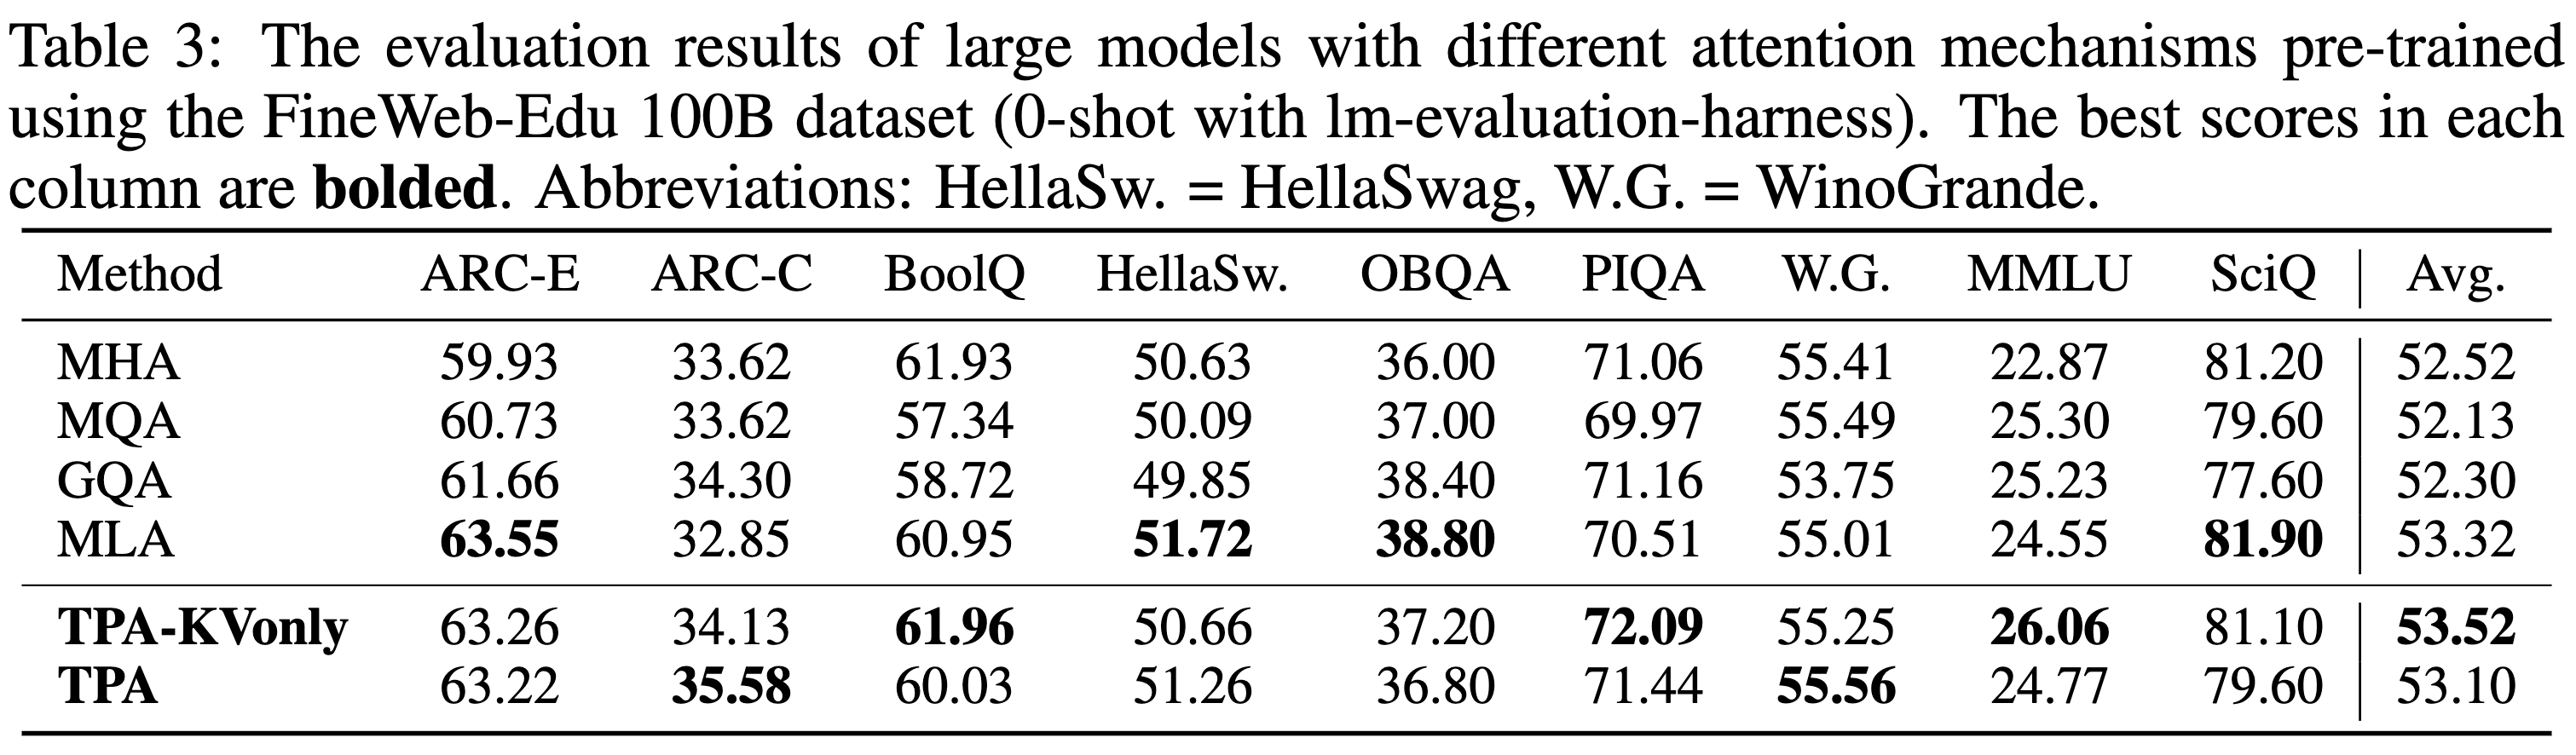 Table 3: The evaluation results of large models with different attention mechanisms pre-trained
using the FineWeb-Edu 100B dataset (0-shot with lm-evaluation-harness). The best scores in each
column are bolded. Abbreviations: HellaSw. = HellaSwag, W.G. = WinoGrande.
Method ARC-E ARC-C BoolQ HellaSw. OBQA PIQA W.G. MMLU SciQ Avg.
MHA 59.93 33.62 61.93 50.63 36.00 71.06 55.41 22.87 81.20 52.52
MQA 60.73 33.62 57.34 50.09 37.00 69.97 55.49 25.30 79.60 52.13
GQA 61.66 34.30 58.72 49.85 38.40 71.16 53.75 25.23 77.60 52.30
MLA 63.55 32.85 60.95 51.72 38.80 70.51 55.01 24.55 81.90 53.32
TPA-KVonly 63.26 34.13 61.96 50.66 37.20 72.09 55.25 26.06 81.10 53.52
TPA 63.22 35.58 60.03 51.26 36.80 71.44 55.56 24.77 79.60 53.10